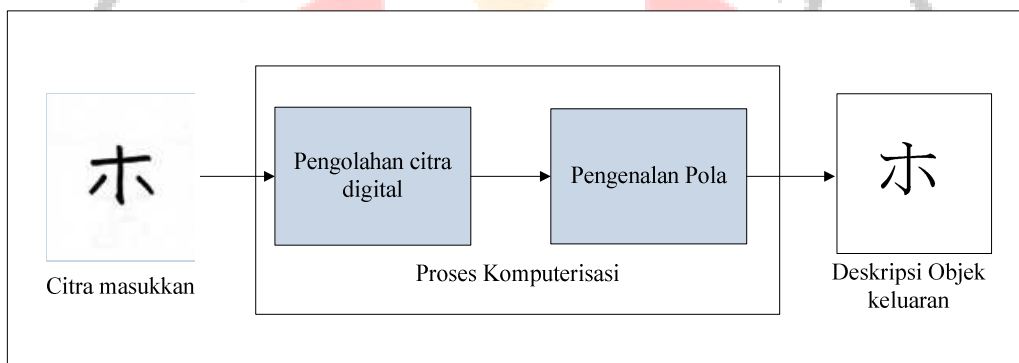 ホ
Pengolahan citra
digital
Pengenalan Pola
ホ
Citra masukkan
Proses Komputerisasi
Deskripsi Objek
keluaran